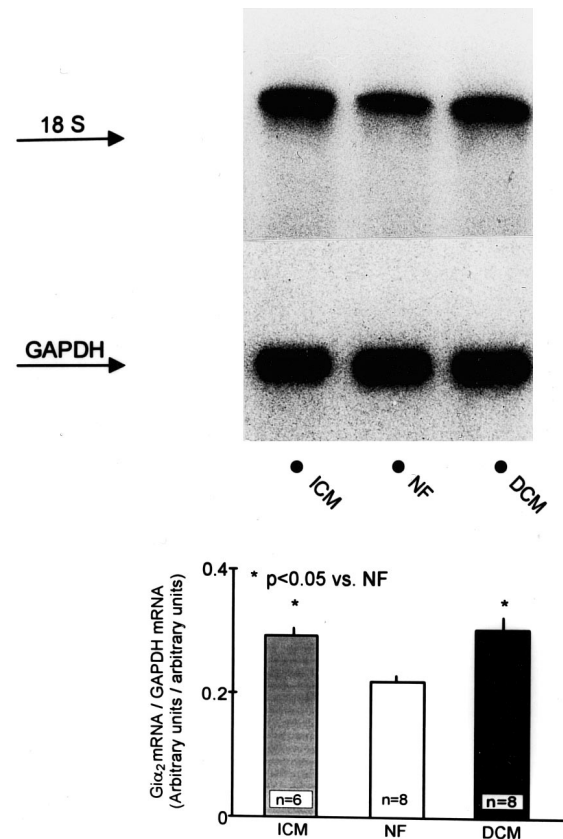 18 S
GAPDH
ICM
NF
DCM
Giα₂ mRNA / GAPDH mRNA
(Arbitrary units / arbitrary units)
0.4
0.2
0
* p<0.05 vs. NF
*
*
n=6
n=8
n=8
ICM
NF
DCM